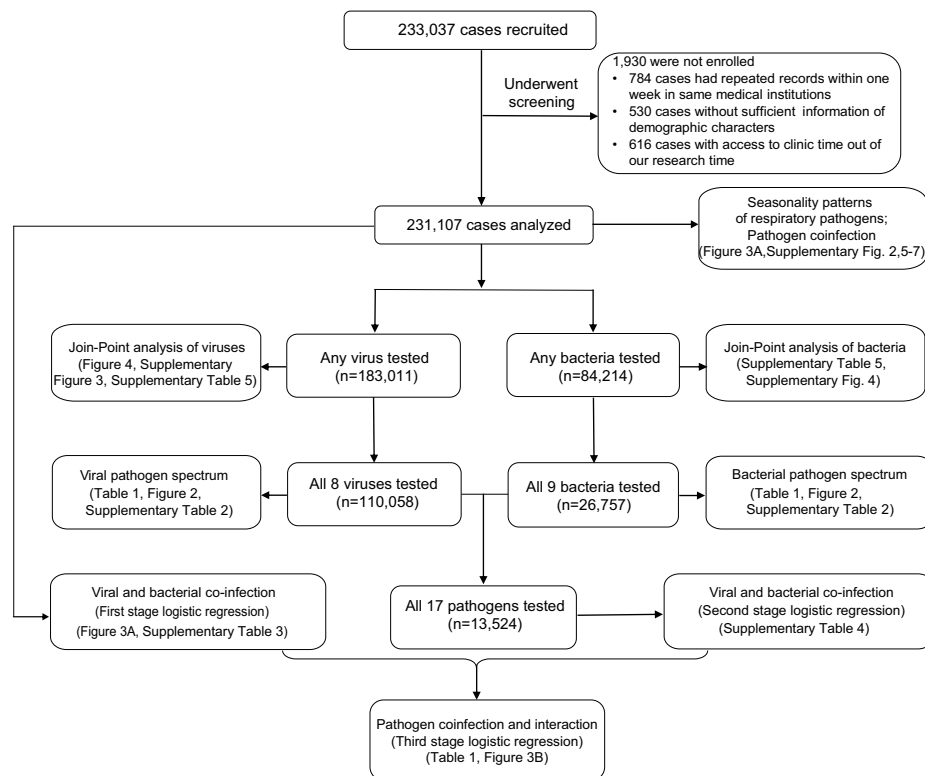 233,037 cases recruited
1,930 were not enrolled
• 784 cases had repeated records within one
week in same medical institutions
• 530 cases without sufficient information of
demographic characters
• 616 cases with access to clinic time out of
our research time
Underwent
screening
231,107 cases analyzed
Seasonality patterns
of respiratory pathogens;
Pathogen coinfection
(Figure 3A,Supplementary Fig. 2,5-7)
Join-Point analysis of viruses
(Figure 4, Supplementary
Figure 3, Supplementary Table 5)
Any virus tested
(n=183,011)
Any bacteria tested
(n=84,214)
Join-Point analysis of bacteria
(Supplementary Table 5,
Supplementary Fig. 4)
Viral pathogen spectrum
(Table 1, Figure 2,
Supplementary Table 2)
All 8 viruses tested
(n=110,058)
All 9 bacteria tested
(n=26,757)
Bacterial pathogen spectrum
(Table 1, Figure 2,
Supplementary Table 2)
Viral and bacterial co-infection
(First stage logistic regression)
(Figure 3A, Supplementary Table 3)
All 17 pathogens tested
(n=13,524)
Viral and bacterial co-infection
(Second stage logistic regression)
(Supplementary Table 4)
Pathogen coinfection and interaction
(Third stage logistic regression)
(Table 1, Figure 3B)